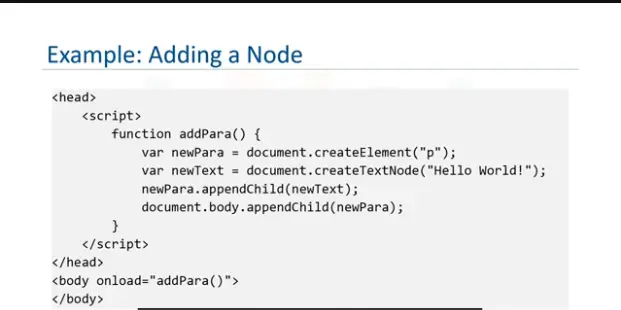 Example: Adding a Node
<head>
<script>
function addPara() {
var newPara = document.createElement("p");
var newText = document.createTextNode("Hello World!");
newPara.appendChild(newText);
document.body.appendChild(newPara);
}
</script>
</head>
<body onload="addPara()">
</body>